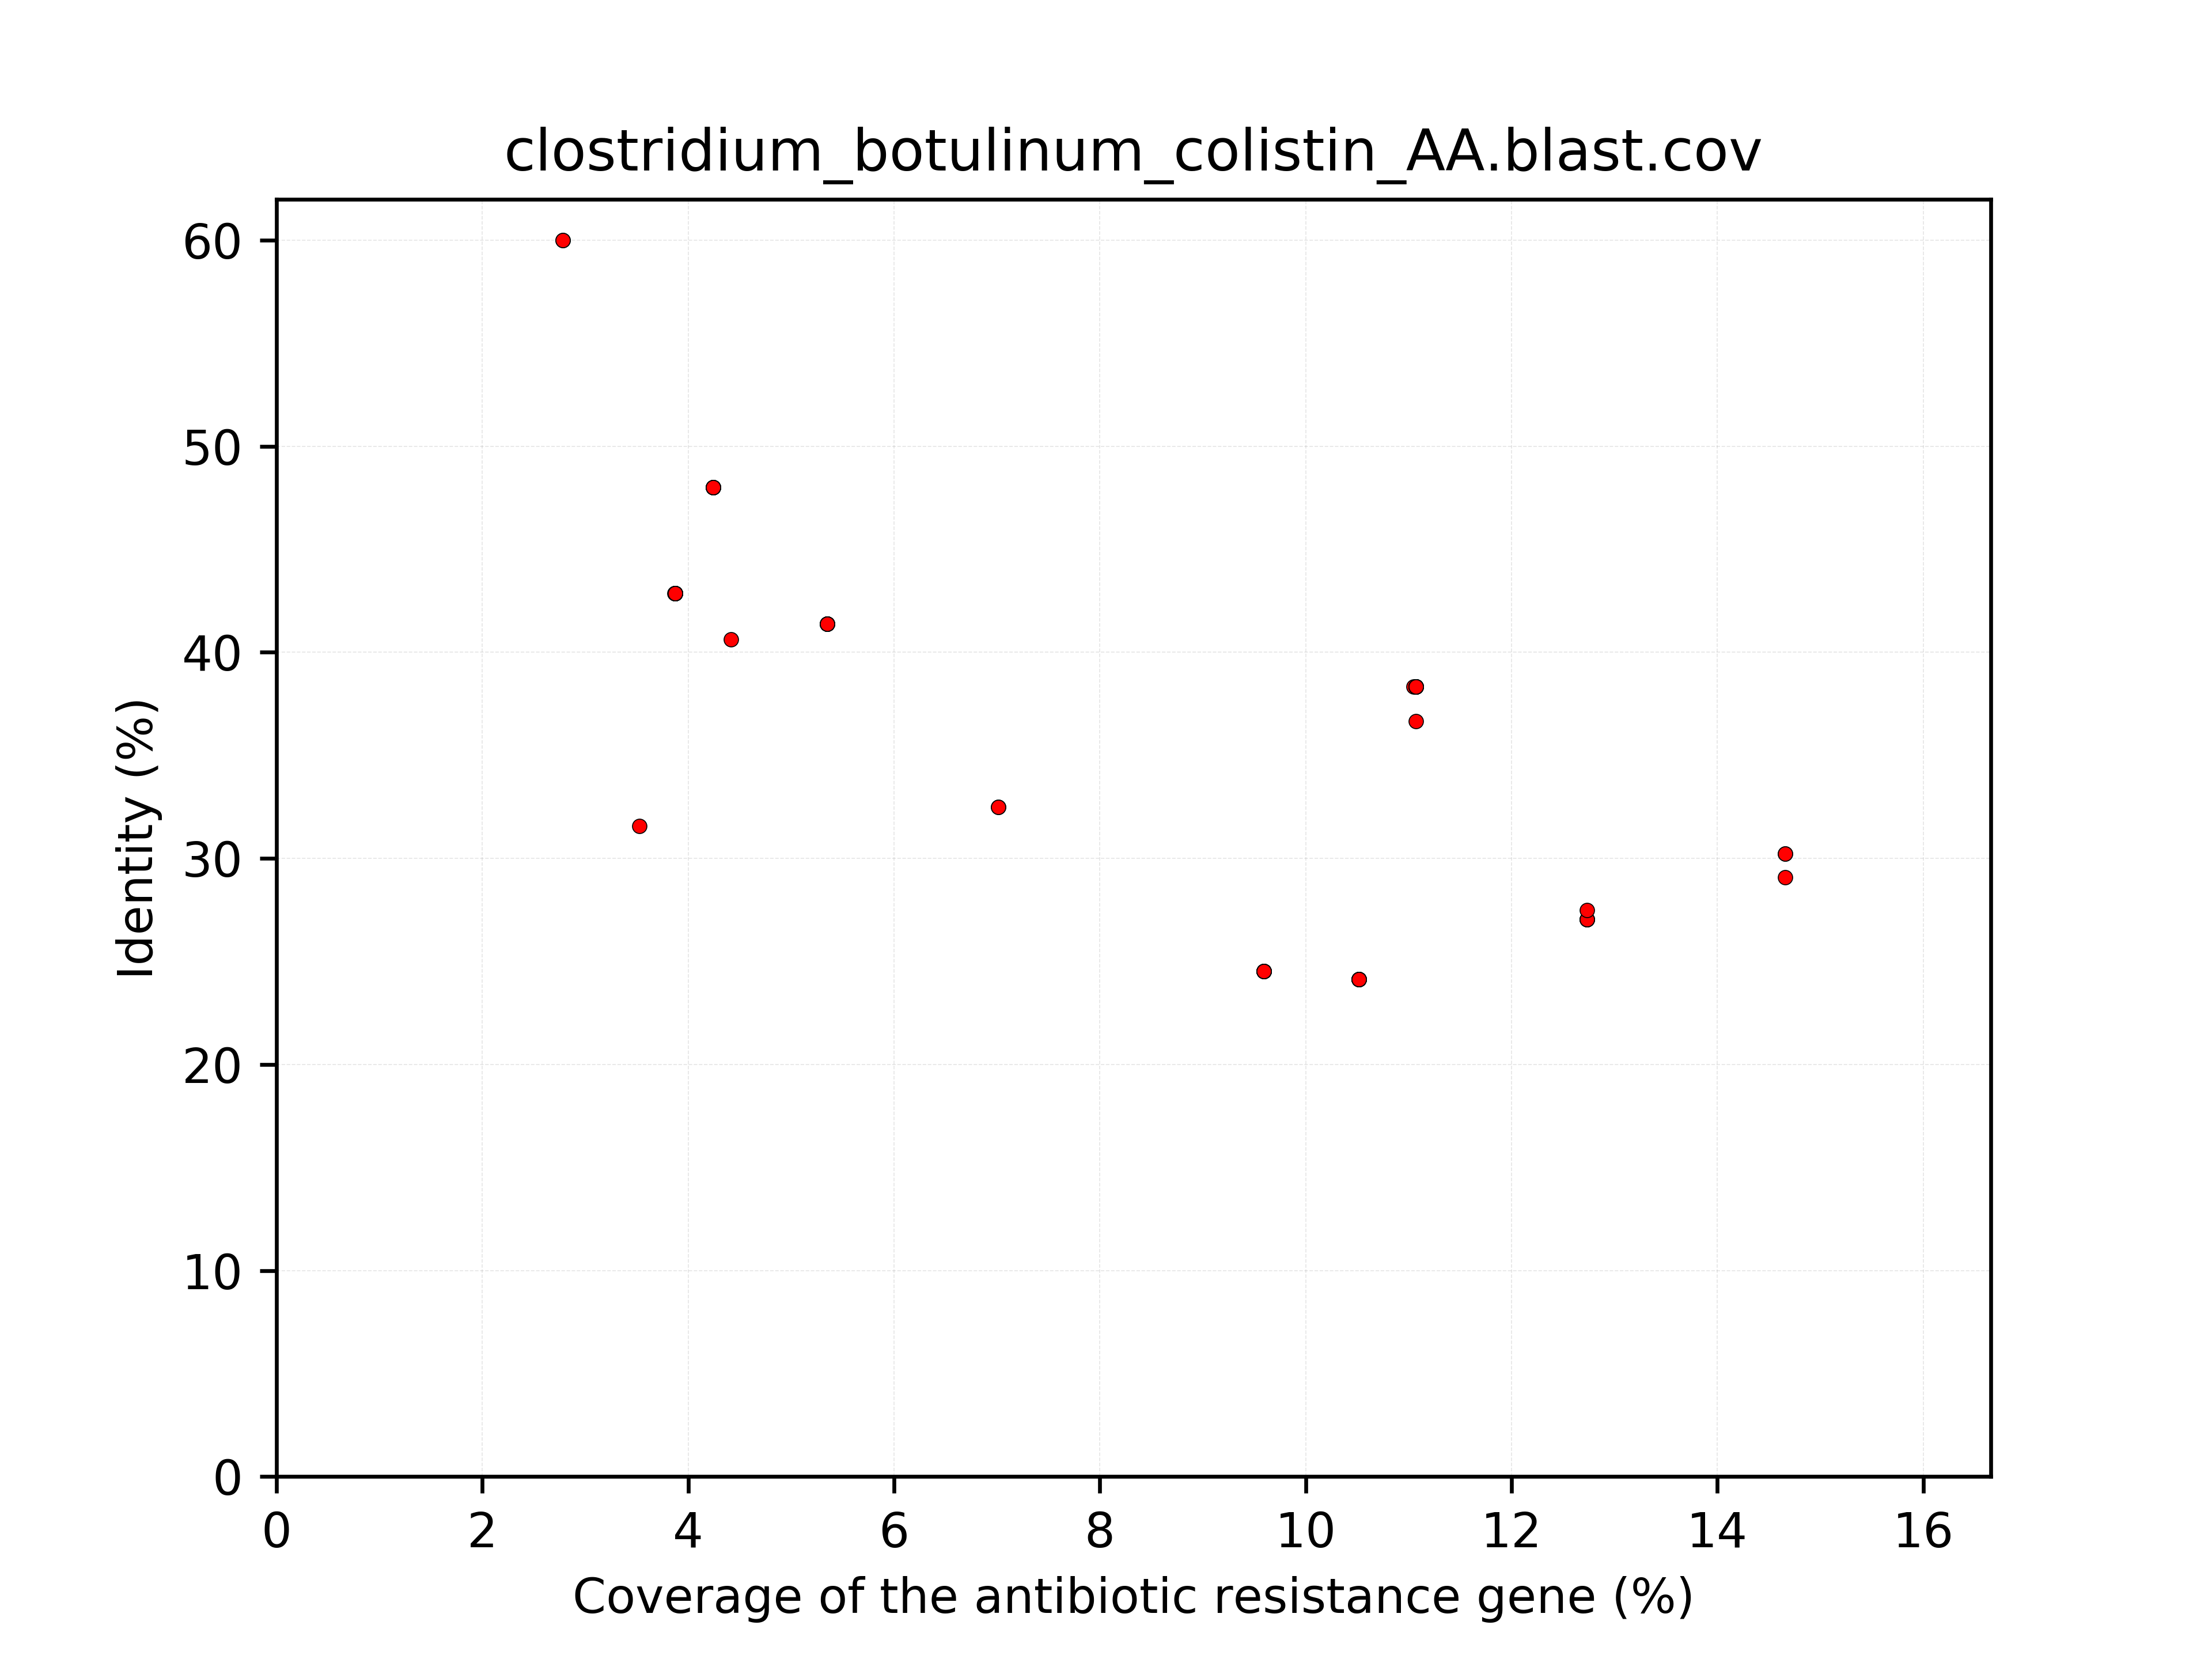 clostridium_botulinum_colistin_AA.blast.cov
60
50
40
30
20
10
0
Identity (%)
0 2 4 6 8 10 12 14 16
Coverage of the antibiotic resistance gene (%)